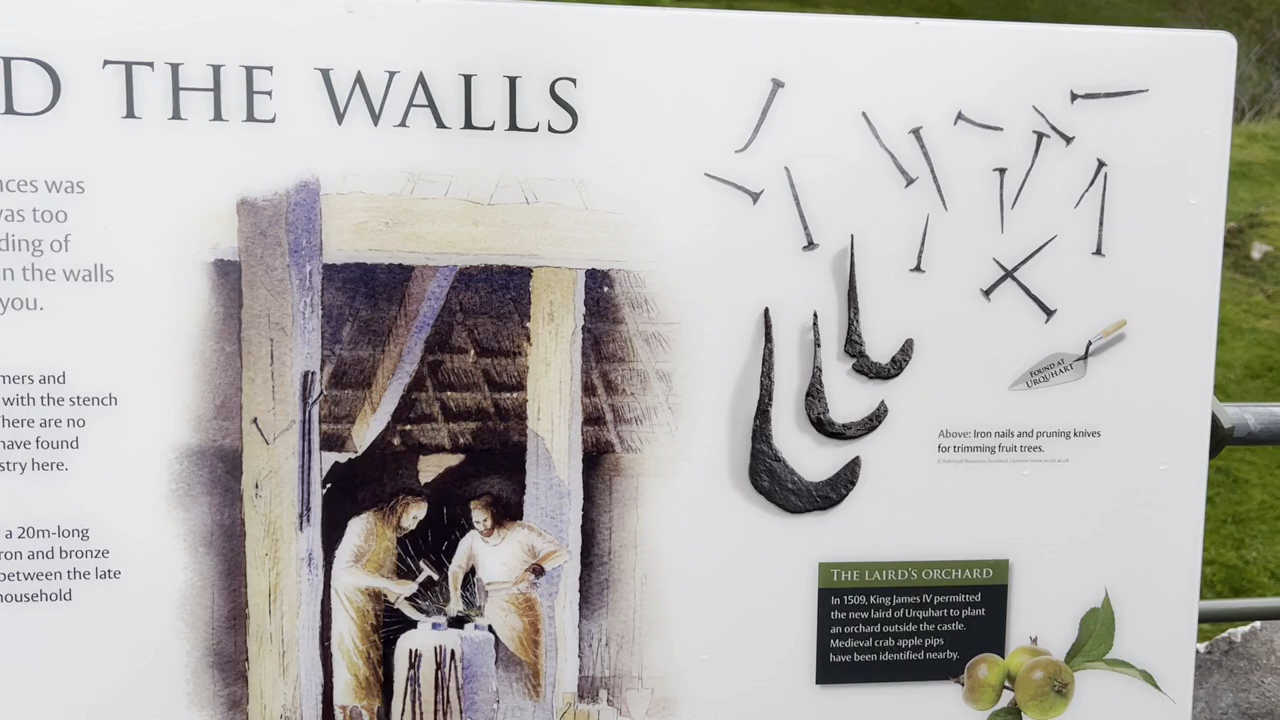 D THE WALLS
nces was
was too
ding of
n the walls
you.
mers and
with the stench
There are no
have found
stry here.
a 20m-long
ron and bronze
between the late
household
FOUND AT
URQUHART
Above: Iron nails and pruning knives
for trimming fruit trees.
THE LAIRD'S ORCHARD
In 1509, King James IV permitted
the new laird of Urquhart to plant
an orchard outside the castle.
Medieval crab apple pips
have been identified nearby.